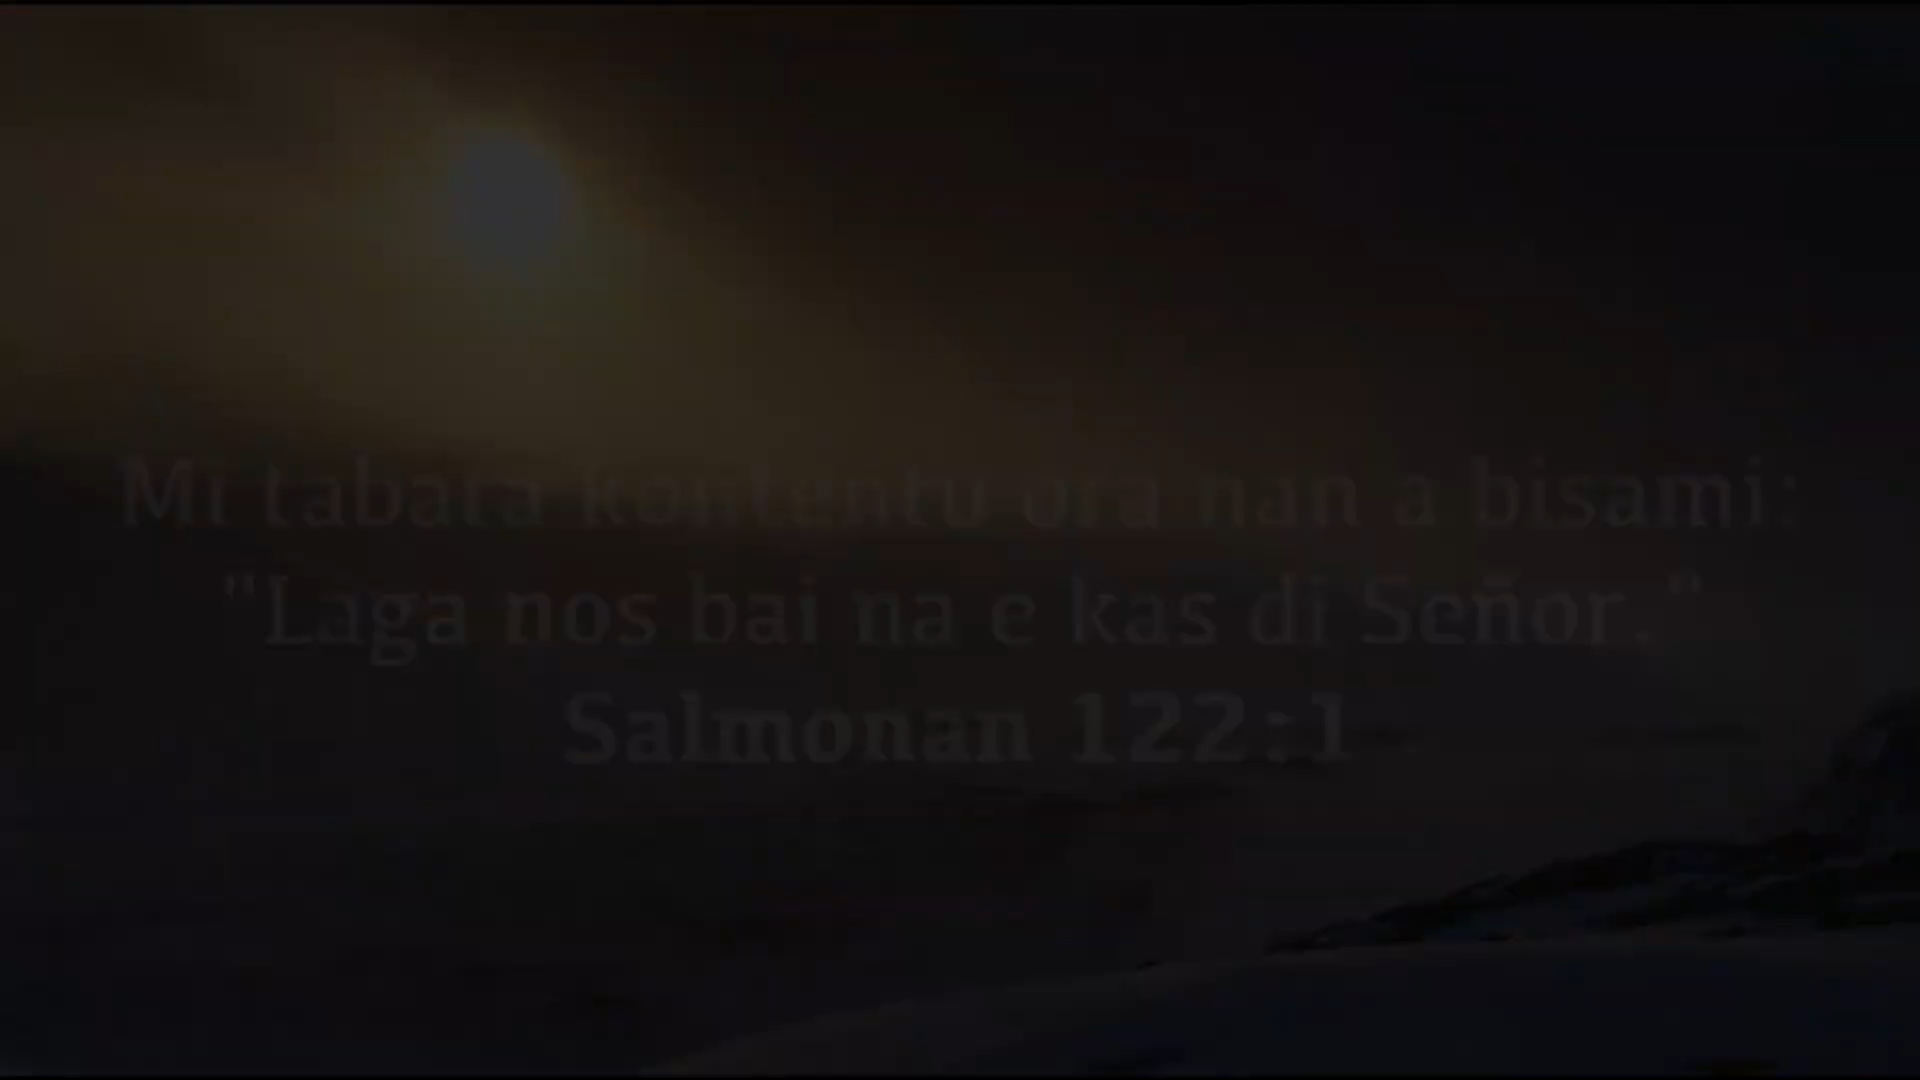 Mi tabata kontentu ora nan a bisami:
"Laga nos bai na e kas di Señor."
Salmonan 122:1